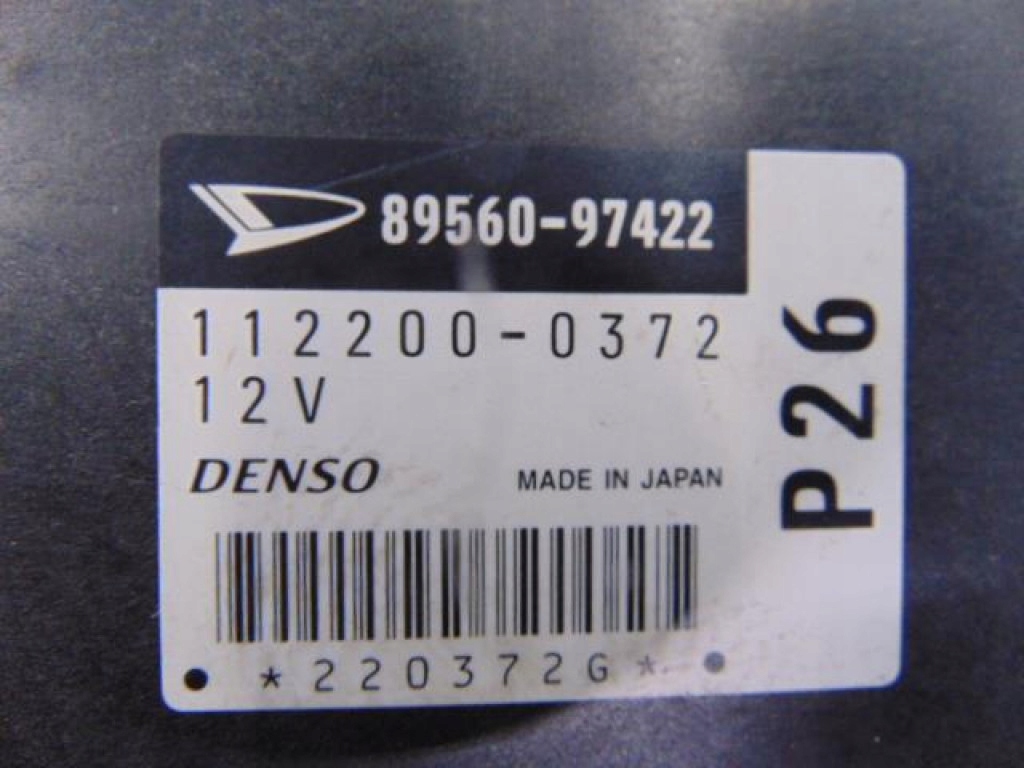 89560-97422
112200-0372
12V
DENSO MADE IN JAPAN
*220372G*
P26